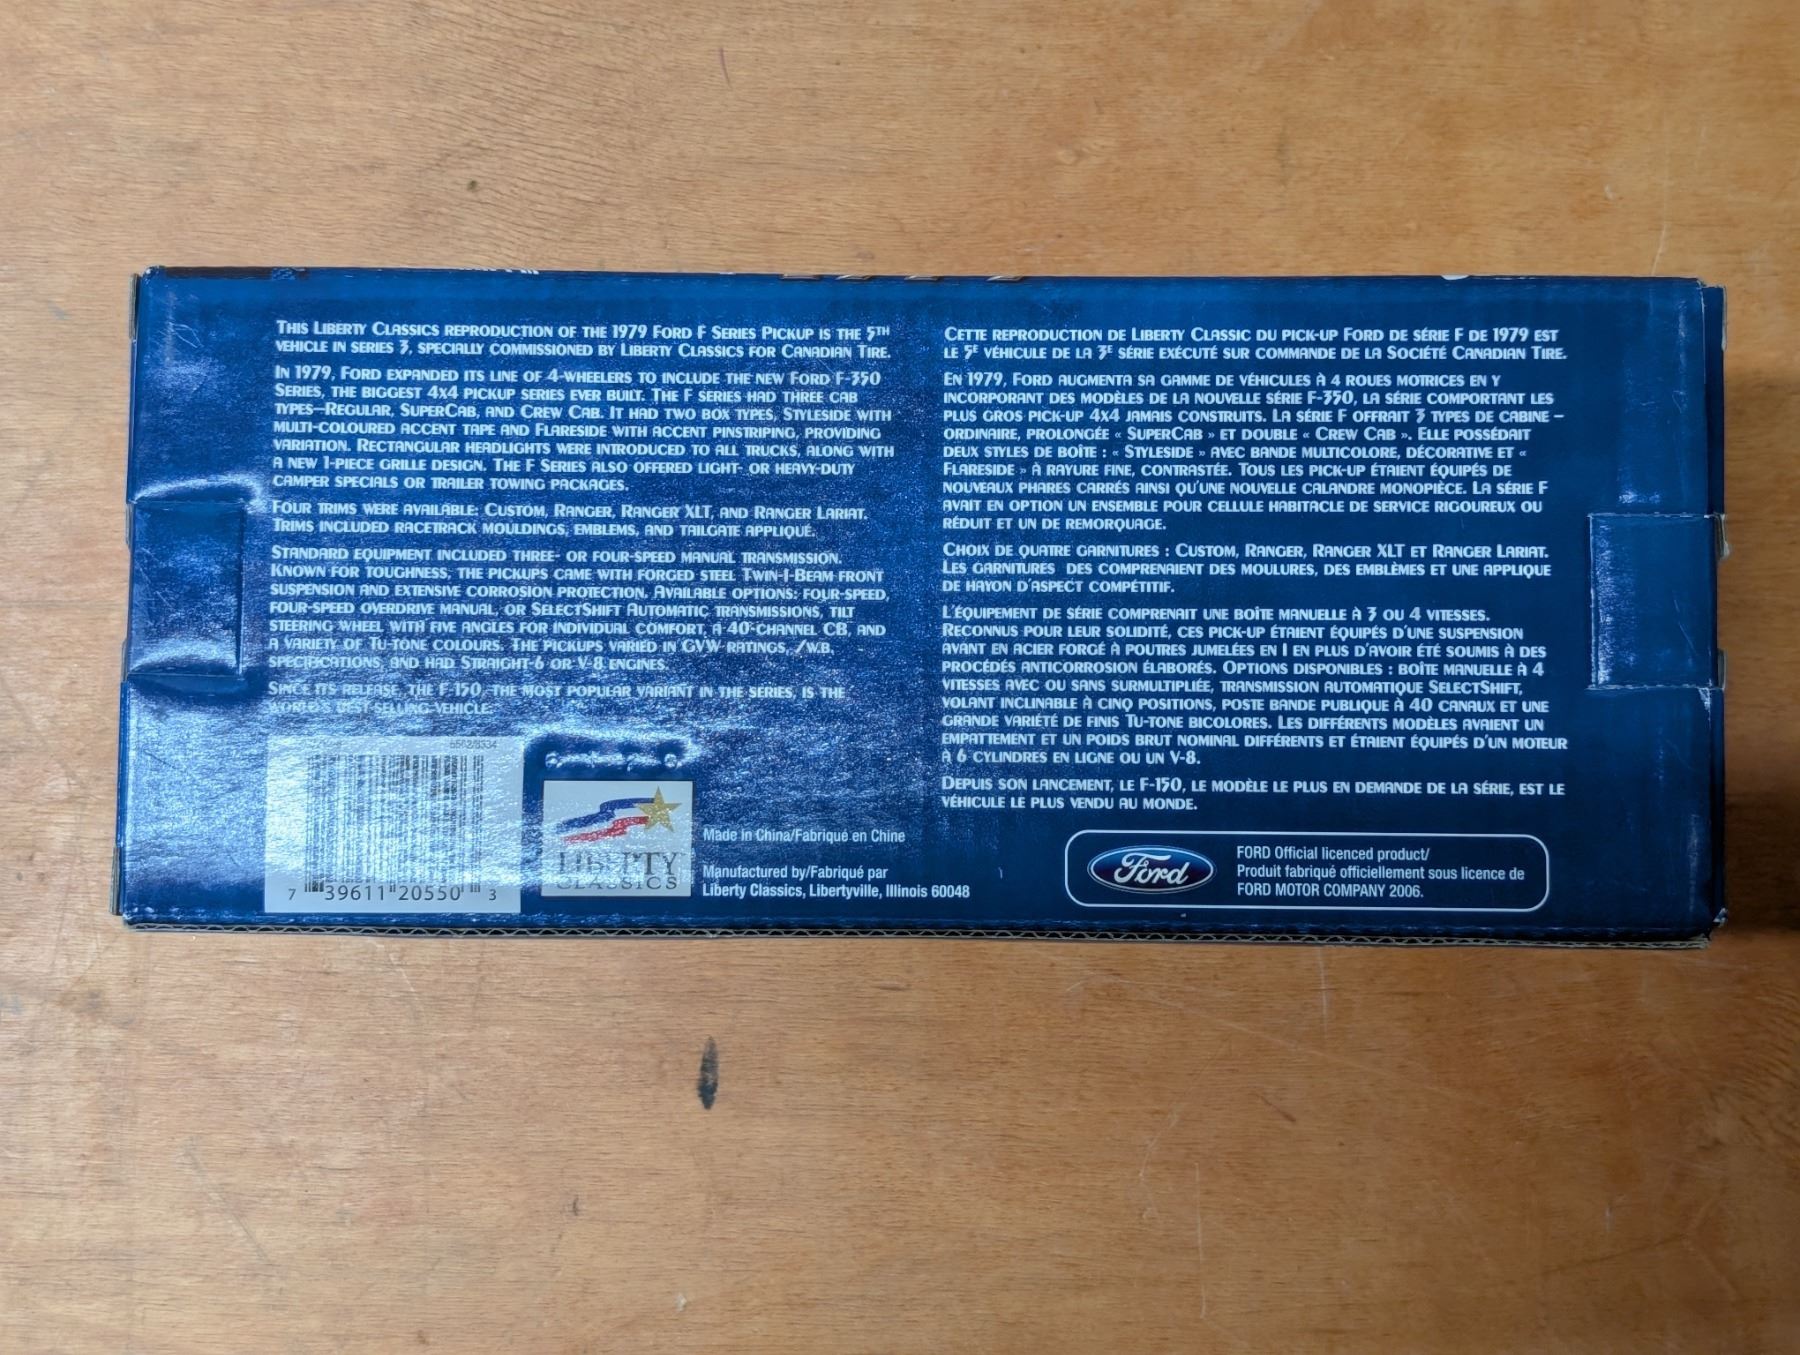 THIS LIBERTY CLASSICS REPRODUCTION OF THE 1979 FORD F SERIES PICKUP IS THE 5TH
VEHICLE IN SERIES 3, SPECIALLY COMMISSIONED BY LIBERTY CLASSICS FOR CANADIAN TIRE.
IN 1979, FORD EXPANDED ITS LINE OF 4-WHEELERS TO INCLUDE THE NEW FORD F-350
SERIES, THE BIGGEST 4X4 PICKUP SERIES EVER BUILT. THE F SERIES HAD THREE CAB
TYPES—REGULAR, SUPERCAB, AND CREW CAB. IT HAD TWO BOX TYPES, STYLESIDE WITH
MULTI-COLOURED ACCENT TAPE AND FLARESIDE WITH ACCENT PINSTRIPING, PROVIDING
VARIATION. RECTANGULAR HEADLIGHTS WERE INTRODUCED TO ALL TRUCKS, ALONG WITH
A NEW 1-PIECE GRILLE DESIGN. THE F SERIES ALSO OFFERED LIGHT- OR HEAVY-DUTY
CAMPER SPECIALS OR TRAILER TOWING PACKAGES.
FOUR TRIMS WERE AVAILABLE: CUSTOM, RANGER, RANGER XLT, AND RANGER LARIAT.
TRIMS INCLUDED RACETRACK MOULDINGS, EMBLEMS, AND TAILGATE APPLIQUÉ.
STANDARD EQUIPMENT INCLUDED THREE- OR FOUR-SPEED MANUAL TRANSMISSION.
KNOWN FOR TOUGHNESS, THE PICKUPS CAME WITH FORGED STEEL TWIN-I-BEAM FRONT
SUSPENSION AND EXTENSIVE CORROSION PROTECTION. AVAILABLE OPTIONS: FOUR-SPEED,
FOUR-SPEED OVERDRIVE MANUAL, OR SELECTSHIFT AUTOMATIC TRANSMISSIONS, TILT
STEERING WHEEL WITH FIVE ANGLES FOR INDIVIDUAL COMFORT, A 40-CHANNEL CB, AND
A VARIETY OF TU-TONE COLOURS. THE PICKUPS VARIED IN GVW RATINGS, /W.B.
SPECIFICATIONS, AND HAD STRAIGHT-6 OR V-8 ENGINES.
SINCE ITS RELEASE, THE F-150, THE MOST POPULAR VARIANT IN THE SERIES, IS THE
WORLD'S BEST-SELLING VEHICLE.
7 39611 20550 3
LIBERTY
CLASSICS
Made in China/Fabriqué en Chine
Manufactured by/Fabriqué par
Liberty Classics, Libertyville, Illinois 60048
CETTE REPRODUCTION DE LIBERTY CLASSIC DU PICK-UP FORD DE SÉRIE F DE 1979 EST
LE 5E VÉHICULE DE LA 3E SÉRIE EXÉCUTÉ SUR COMMANDE DE LA SOCIÉTÉ CANADIAN TIRE.
EN 1979, FORD AUGMENTA SA GAMME DE VÉHICULES À 4 ROUES MOTRICES EN Y
INCORPORANT DES MODÈLES DE LA NOUVELLE SÉRIE F-350, LA SÉRIE COMPORTANT LES
PLUS GROS PICK-UP 4X4 JAMAIS CONSTRUITS. LA SÉRIE F OFFRAIT 3 TYPES DE CABINE –
ORDINAIRE, PROLONGÉE « SUPERCAB » ET DOUBLE « CREW CAB ». ELLE POSSÉDAIT
DEUX STYLES DE BOÎTE : « STYLESIDE » AVEC BANDE MULTICOLORE, DÉCORATIVE ET «
FLARESIDE » À RAYURE FINE, CONTRASTÉE. TOUS LES PICK-UP ÉTAIENT ÉQUIPÉS DE
NOUVEAUX PHARES CARRÉS AINSI QU'UNE NOUVELLE CALANDRE MONOPIÈCE. LA SÉRIE F
AVAIT EN OPTION UN ENSEMBLE POUR CELLULE HABITACLE DE SERVICE RIGOUREUX OU
RÉDUIT ET UN DE REMORQUAGE.
CHOIX DE QUATRE GARNITURES : CUSTOM, RANGER, RANGER XLT ET RANGER LARIAT.
LES GARNITURES DES COMPRENAIENT DES MOULURES, DES EMBLÈMES ET UNE APPLIQUE
DE HAYON D'ASPECT COMPÉTITIF.
L'ÉQUIPEMENT DE SÉRIE COMPRENAIT UNE BOÎTE MANUELLE À 3 OU 4 VITESSES.
RECONNUS POUR LEUR SOLIDITÉ, CES PICK-UP ÉTAIENT ÉQUIPÉS D'UNE SUSPENSION
AVANT EN ACIER FORGÉ À POUTRES JUMELÉES EN I EN PLUS D'AVOIR ÉTÉ SOUMIS À DES
PROCÉDÉS ANTICORROSION ÉLABORÉS. OPTIONS DISPONIBLES : BOÎTE MANUELLE À 4
VITESSES AVEC OU SANS SURMULTIPLIÉE, TRANSMISSION AUTOMATIQUE SELECTSHIFT,
VOLANT INCLINABLE À CINQ POSITIONS, POSTE BANDE PUBLIQUE À 40 CANAUX ET UNE
GRANDE VARIÉTÉ DE FINIS TU-TONE BICOLORES. LES DIFFÉRENTS MODÈLES AVAIENT UN
EMPATTEMENT ET UN POIDS BRUT NOMINAL DIFFÉRENTS ET ÉTAIENT ÉQUIPÉS D'UN MOTEUR
À 6 CYLINDRES EN LIGNE OU UN V-8.
DEPUIS SON LANCEMENT, LE F-150, LE MODÈLE LE PLUS EN DEMANDE DE LA SÉRIE, EST LE
VÉHICULE LE PLUS VENDU AU MONDE.
Ford
FORD Official licenced product/
Produit fabriqué officiellement sous licence de
FORD MOTOR COMPANY 2006.